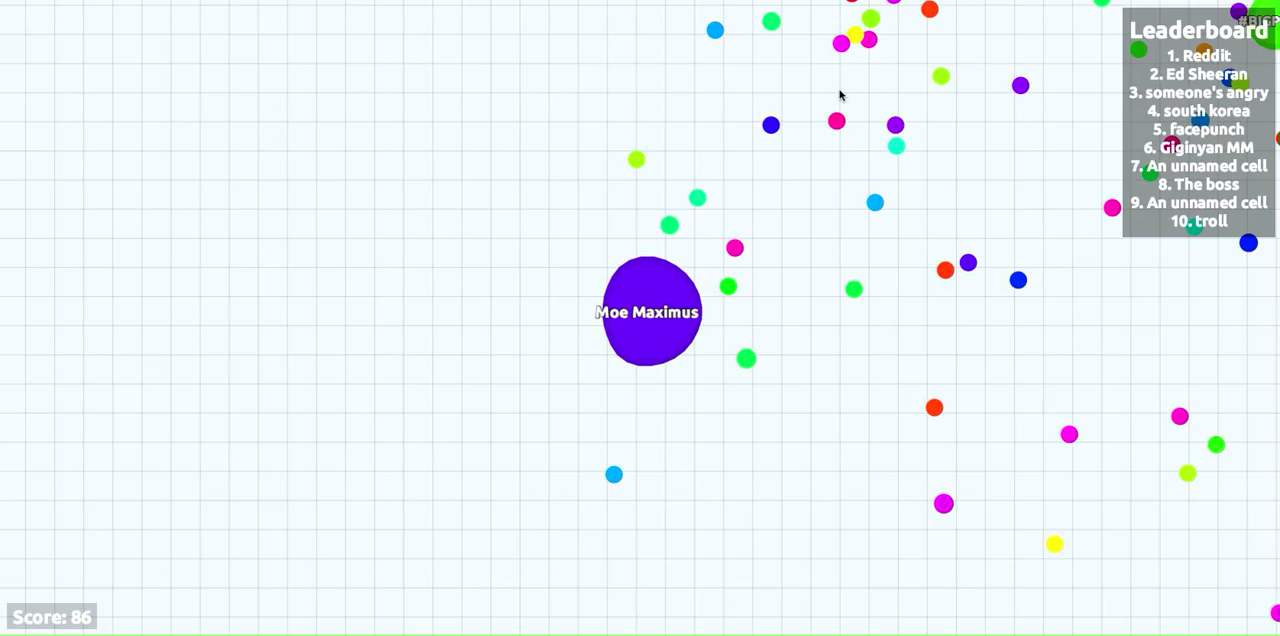 Leaderboard
1. Reddit
2. Ed Sheeran
3. someone's angry
4. south korea
5. facepunch
6. Giginyan MM
7. An unnamed cell
8. The boss
9. An unnamed cell
10. troll
Moe Maximus
Score: 86